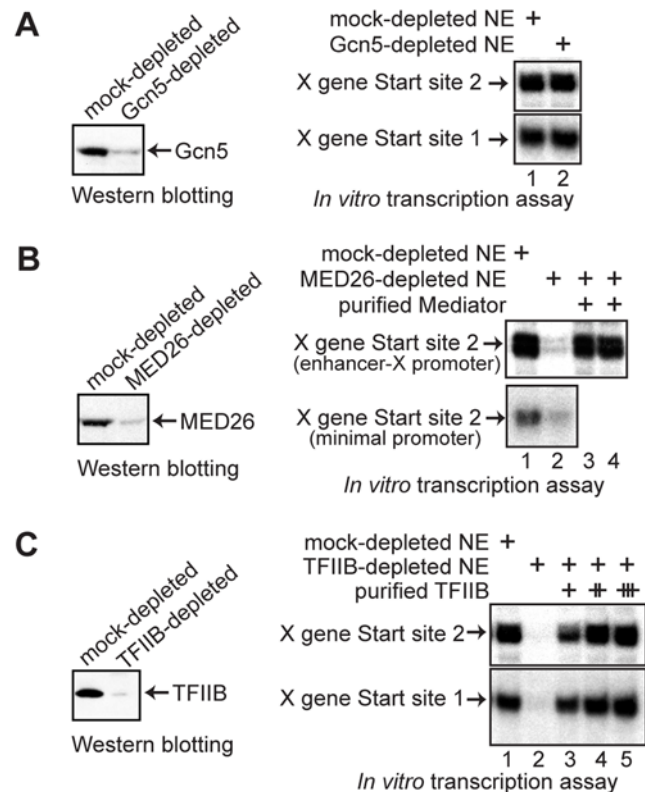 A
mock-depleted
Gcn5-depleted
Gcn5
Western blotting
mock-depleted NE +
Gcn5-depleted NE +
X gene Start site 2
X gene Start site 1
1 2
In vitro transcription assay
B
mock-depleted
MED26-depleted
MED26
Western blotting
mock-depleted NE +
MED26-depleted NE + + +
purified Mediator + +
X gene Start site 2
(enhancer-X promoter)
X gene Start site 2
(minimal promoter)
1 2 3 4
In vitro transcription assay
C
mock-depleted
TFIIB-depleted
TFIIB
Western blotting
mock-depleted NE +
TFIIB-depleted NE + + + +
purified TFIIB + ++ +++
X gene Start site 2
X gene Start site 1
1 2 3 4 5
In vitro transcription assay